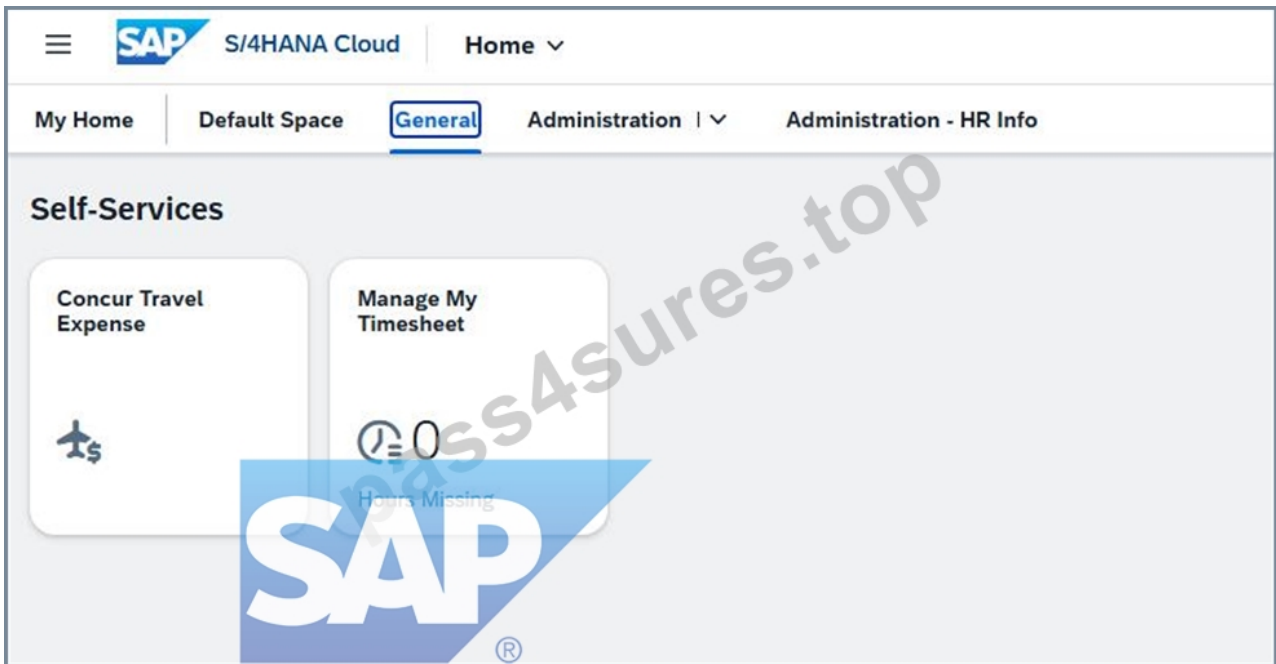 SAP S/4HANA Cloud Home
My Home Default Space General Administration Administration - HR Info
Self-Services
Concur Travel
Expense
Manage My
Timesheet
$ 0
Hours Missing
pass4sures.top
SAP
®